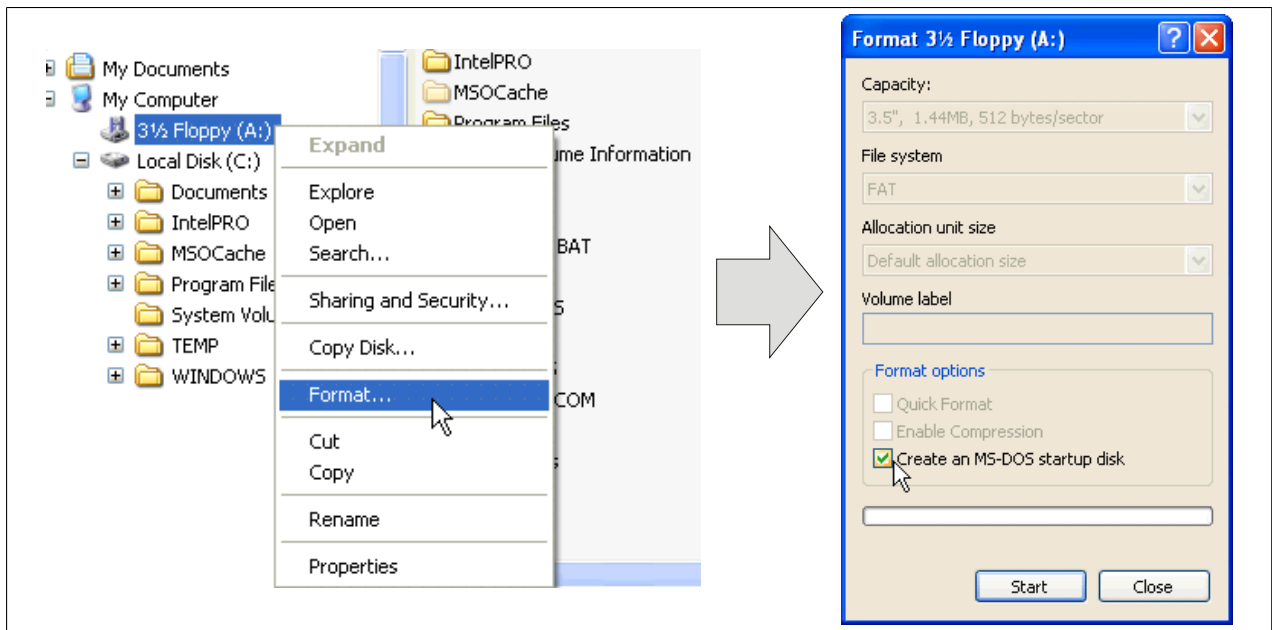 My Documents
My Computer
3½ Floppy (A:)
Local Disk (C:)
Documents
IntelPRO
MSOCache
Program File
System Volu
TEMP
WINDOWS
Expand
Explore
Open
Search...
Sharing and Security...
Copy Disk...
Format...
Cut
Copy
Rename
Properties
IntelPRO
MSOCache
Program Files
me Information
BAT
S
COM
Format 3½ Floppy (A:)
Capacity:
3.5", 1.44MB, 512 bytes/sector
File system
FAT
Allocation unit size
Default allocation size
Volume label
Format options
Quick Format
Enable Compression
Create an MS-DOS startup disk
Start
Close